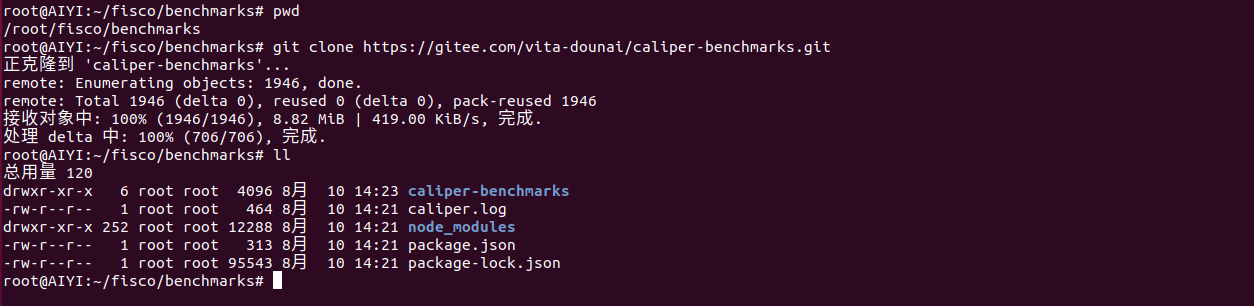 root@AIYI:~/fisco/benchmarks# pwd
/root/fisco/benchmarks
root@AIYI:~/fisco/benchmarks# git clone https://gitee.com/vita-dounai/caliper-benchmarks.git
正克隆到 'caliper-benchmarks'...
remote: Enumerating objects: 1946, done.
remote: Total 1946 (delta 0), reused 0 (delta 0), pack-reused 1946
接收对象中: 100% (1946/1946), 8.82 MiB | 419.00 KiB/s, 完成.
处理 delta 中: 100% (706/706), 完成.
root@AIYI:~/fisco/benchmarks# ll
总用量 120
drwxr-xr-x   6 root root  4096 8月  10 14:23 caliper-benchmarks
-rw-r--r--   1 root root   464 8月  10 14:21 caliper.log
drwxr-xr-x 252 root root 12288 8月  10 14:21 node_modules
-rw-r--r--   1 root root   313 8月  10 14:21 package.json
-rw-r--r--   1 root root 95543 8月  10 14:21 package-lock.json
root@AIYI:~/fisco/benchmarks#